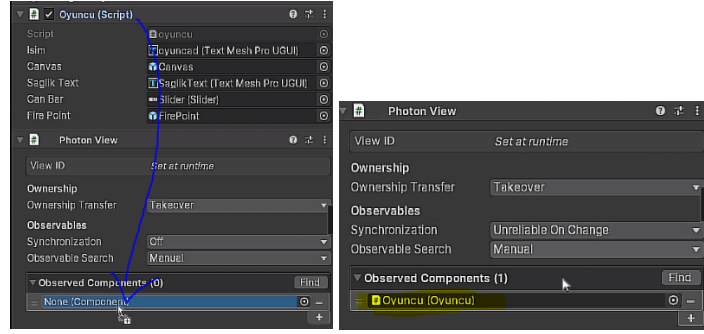 Oyuncu (Script)
Script oyuncu
Isim oyuncad (Text Mesh Pro UGUI)
Canvas Canvas
Saglik Text SaglikText (Text Mesh Pro UGUI)
Can Bar Slider (Slider)
Fire Point FirePoint
Photon View
View ID Set at runtime
Ownership
Ownership Transfer Takeover
Observables
Synchronization Off
Observable Search Manual
Observed Components (0) Find
None (Component)
Photon View
View ID Set at runtime
Ownership
Ownership Transfer Takeover
Observables
Synchronization Unreliable On Change
Observable Search Manual
Observed Components (1) Find
Oyuncu (Oyuncu)